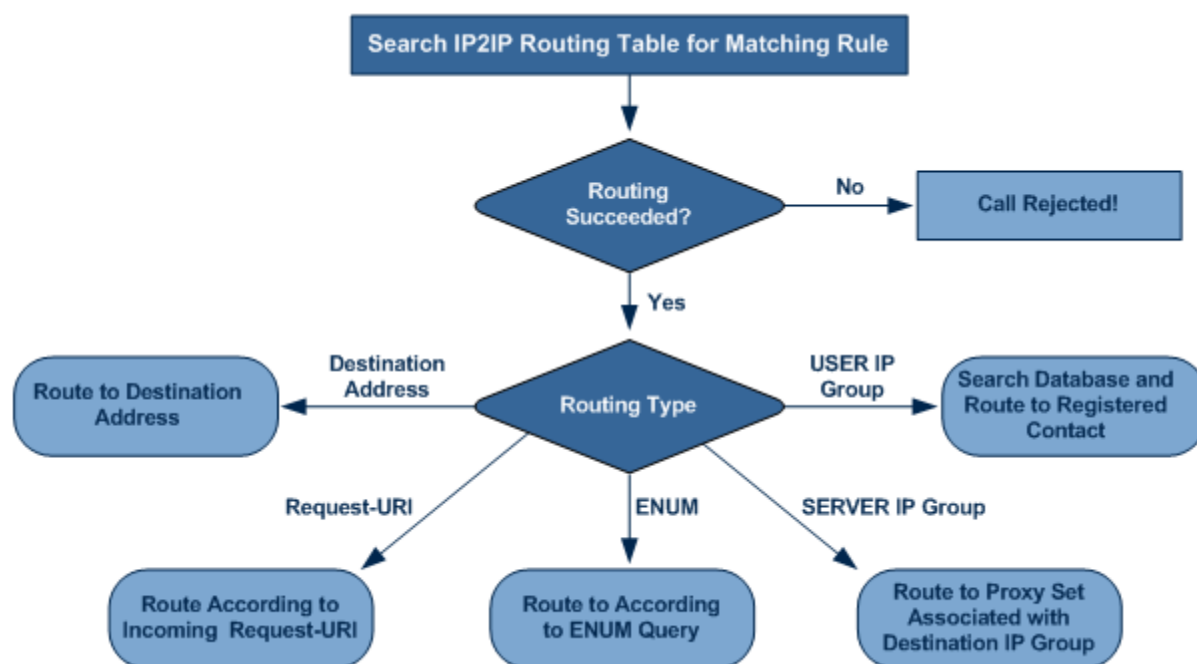 Search IP2IP Routing Table for Matching Rule
Routing
Succeeded?
No
Call Rejected!
Yes
Destination
Address
USER IP
Group
Route to Destination
Address
Routing Type
Search Database and
Route to Registered
Contact
Request-URI
ENUM
SERVER IP Group
Route According to
Incoming Request-URI
Route to According
to ENUM Query
Route to Proxy Set
Associated with
Destination IP Group